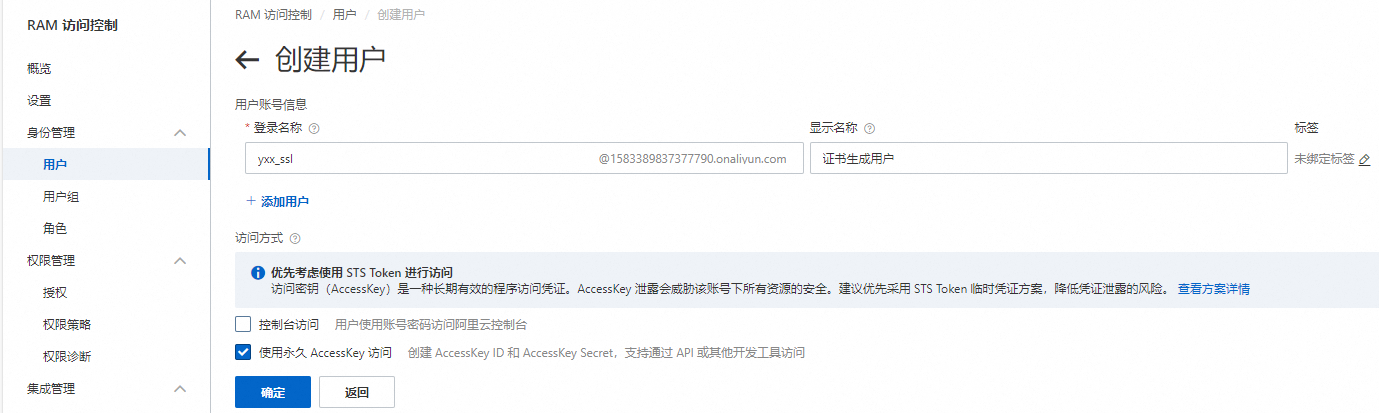 RAM 访问控制
概览
设置
身份管理
用户
用户组
角色
权限管理
授权
权限策略
权限诊断
集成管理
RAM 访问控制 / 用户 / 创建用户
← 创建用户
用户账号信息
* 登录名称 ? 显示名称 ? 标签
yxx_ssl @1583389837377790.onaliyun.com 证书生成用户 未绑定标签
+ 添加用户
访问方式 ?
优先考虑使用 STS Token 进行访问
访问密钥（AccessKey）是一种长期有效的程序访问凭证。AccessKey 泄露会威胁该账号下所有资源的安全。建议优先采用 STS Token 临时凭证方案，降低凭证泄露的风险。 查看方案详情
控制台访问 用户使用账号密码访问阿里云控制台
使用永久 AccessKey 访问 创建 AccessKey ID 和 AccessKey Secret，支持通过 API 或其他开发工具访问
确定 返回